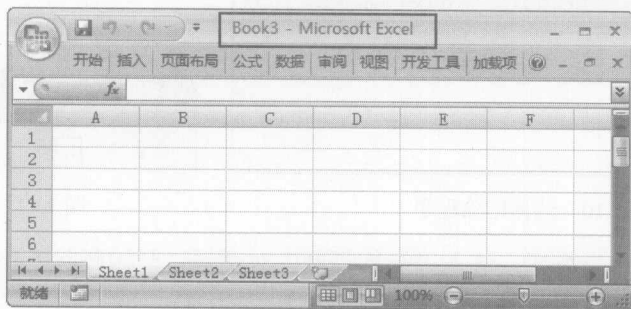 Book3 - Microsoft Excel
开始 插入 页面布局 公式 数据 审阅 视图 开发工具 加载项
fx
A B C D E F
1
2
3
4
5
6
Sheet1 Sheet2 Sheet3
就绪 100%